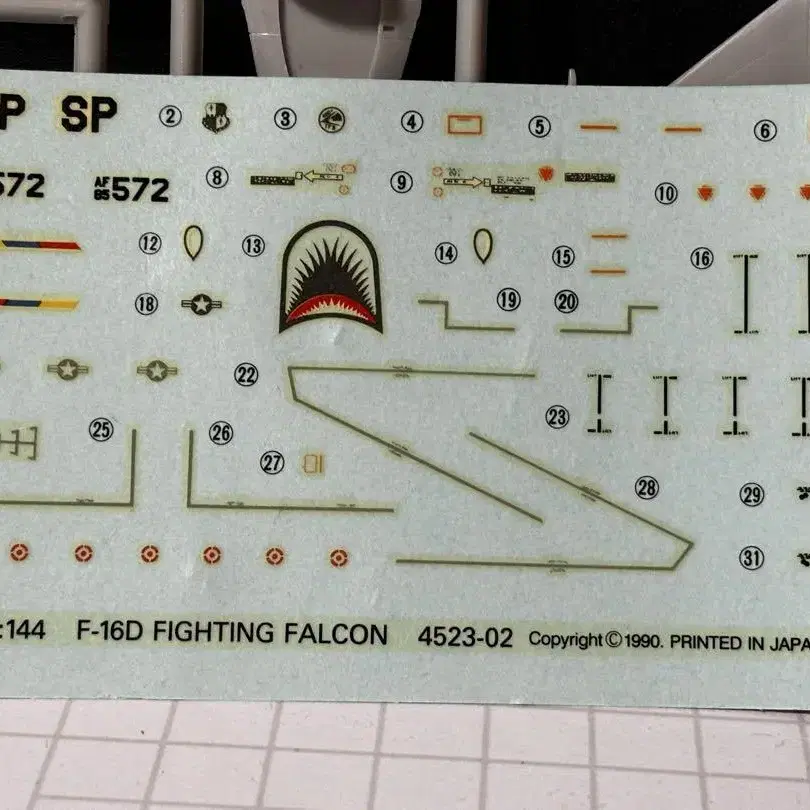 P SP ② ③ ④ ⑤ ⑥
572 AF 85 572 ⑧ ⑨ ⑩
⑫ ⑬ ⑭ ⑮ ⑯
⑱ ⑲ ⑳
㉒ ㉓
㉕ ㉖ ㉗
㉘ ㉙
㉛
:144 F-16D FIGHTING FALCON 4523-02 Copyright ©1990. PRINTED IN JAPA